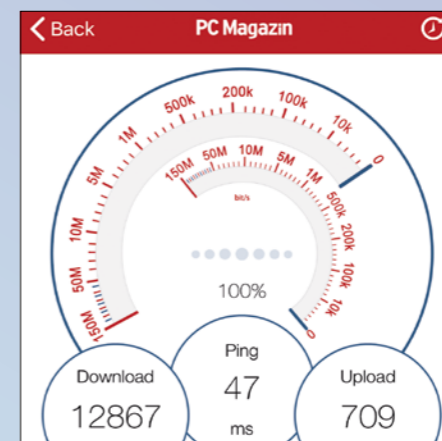 Back PC Magazin
150M 50M 10M 5M 1M 500k 200k 100k 10k 0
150M 50M 10M 5M 1M 500k 200k 100k 10k 0
bit/s
100%
Download Ping Upload
12867 47 709
ms